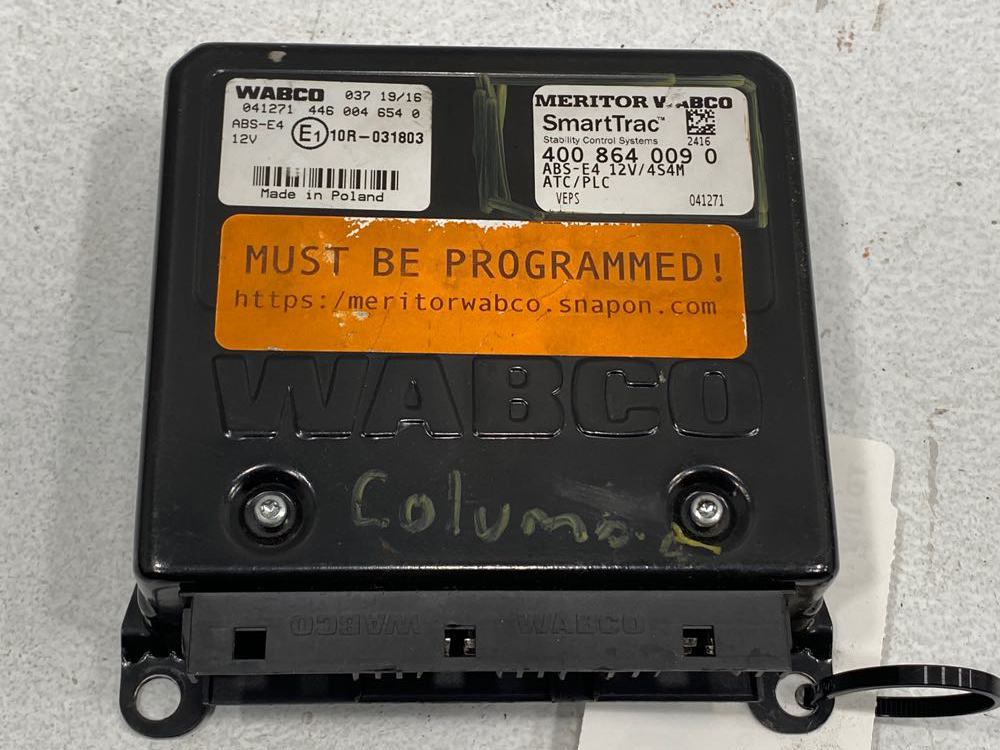 WABCO 037 19/16
041271 446 004 654 0
ABS-E4 E1 10R-031803
12V
Made in Poland
MERITOR WABCO
SmartTrac™
Stability Control Systems 2416
400 864 009 0
ABS-E4 12V/4S4M
ATC/PLC
VEPS 041271
MUST BE PROGRAMMED!
https:/meritorwabco.snapon.com
WABCO
WABCO WABCO